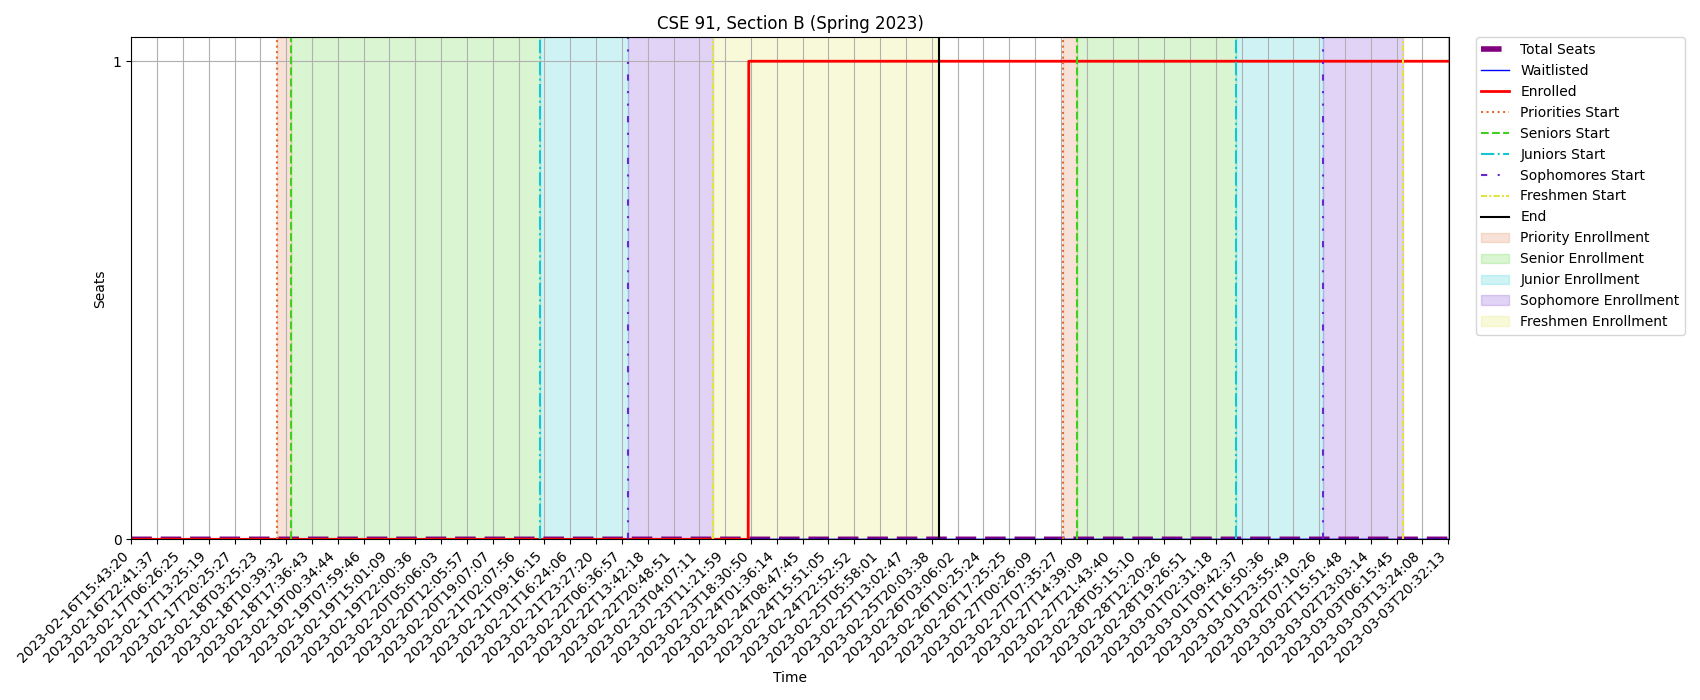 CSE 91, Section B (Spring 2023)
Seats
1
0
2023-02-16T15:43:20
2023-02-16T22:41:37
2023-02-17T06:26:25
2023-02-17T13:25:19
2023-02-17T20:25:27
2023-02-18T03:25:23
2023-02-18T10:39:32
2023-02-18T17:36:43
2023-02-19T00:34:44
2023-02-19T07:59:46
2023-02-19T15:01:09
2023-02-19T22:00:36
2023-02-20T05:06:03
2023-02-20T12:05:57
2023-02-20T19:07:07
2023-02-21T02:07:56
2023-02-21T09:16:15
2023-02-21T16:24:06
2023-02-21T23:27:20
2023-02-22T06:36:57
2023-02-22T13:42:18
2023-02-22T20:48:51
2023-02-23T04:07:11
2023-02-23T11:21:59
2023-02-23T18:30:50
2023-02-24T01:36:14
2023-02-24T08:47:45
2023-02-24T15:51:05
2023-02-24T22:52:52
2023-02-25T05:58:01
2023-02-25T13:02:47
2023-02-25T20:03:38
2023-02-26T03:06:02
2023-02-26T10:25:24
2023-02-26T17:25:25
2023-02-27T00:26:09
2023-02-27T07:35:27
2023-02-27T14:39:09
2023-02-27T21:43:40
2023-02-28T05:15:10
2023-02-28T12:20:26
2023-02-28T19:26:51
2023-03-01T02:31:18
2023-03-01T09:42:37
2023-03-01T16:50:36
2023-03-01T23:55:49
2023-03-02T07:10:26
2023-03-02T15:51:48
2023-03-02T23:03:14
2023-03-03T06:15:45
2023-03-03T13:24:08
2023-03-03T20:32:13
Time
Total Seats
Waitlisted
Enrolled
Priorities Start
Seniors Start
Juniors Start
Sophomores Start
Freshmen Start
End
Priority Enrollment
Senior Enrollment
Junior Enrollment
Sophomore Enrollment
Freshmen Enrollment